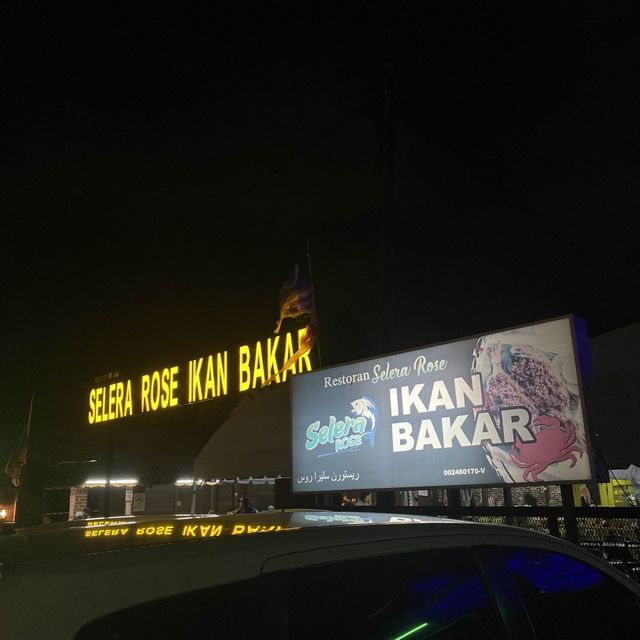 SELERA ROSE IKAN BAKAR
Restoran Selera Rose
IKAN
BAKAR
Selera
ROSE
ريستورن سليرا روس
002460170-V
SELERA ROSE IKAN BAKAR